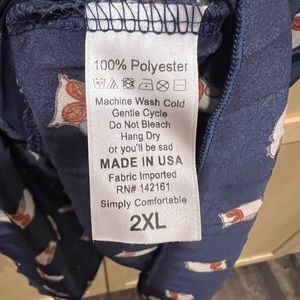 100% Polyester
Machine Wash Cold
Gentle Cycle
Do Not Bleach
Hang Dry
or you'll be sad
MADE IN USA
Fabric Imported
RN# 142161
Simply Comfortable
2XL